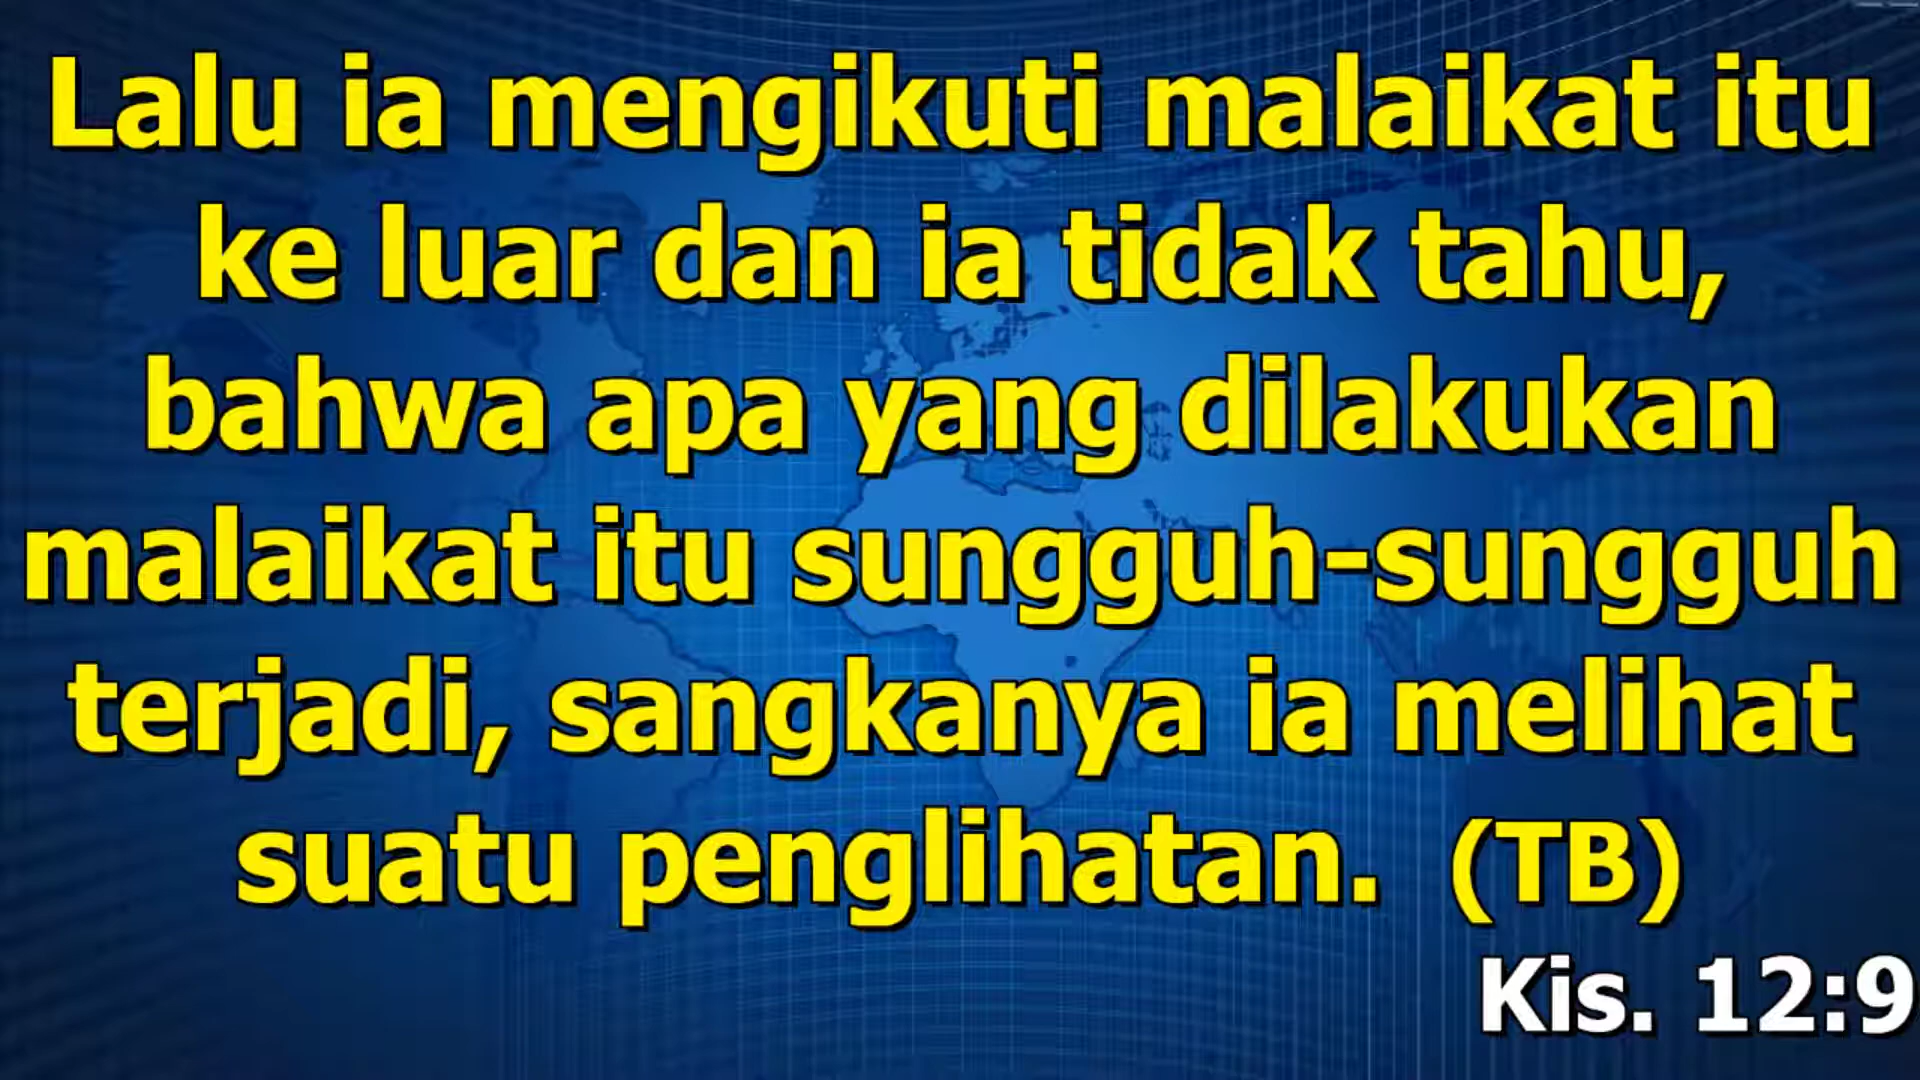 Lalu ia mengikuti malaikat itu
ke luar dan ia tidak tahu,
bahwa apa yang dilakukan
malaikat itu sungguh-sungguh
terjadi, sangkanya ia melihat
suatu penglihatan. (TB)
Kis. 12:9